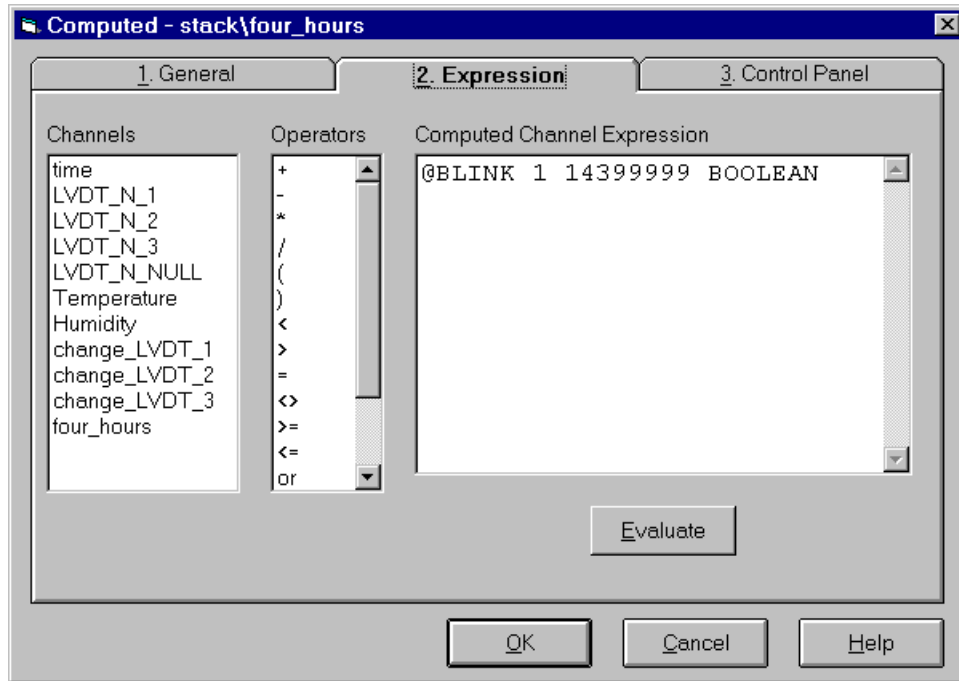 Computed - stack\four_hours
1. General
2. Expression
3. Control Panel
Channels
time
LVDT_N_1
LVDT_N_2
LVDT_N_3
LVDT_N_NULL
Temperature
Humidity
change_LVDT_1
change_LVDT_2
change_LVDT_3
four_hours
Operators
+
-
*
/
(
)
<
>
=
<>
>=
<=
or
Computed Channel Expression
@BLINK 1 14399999 BOOLEAN
Evaluate
OK
Cancel
Help